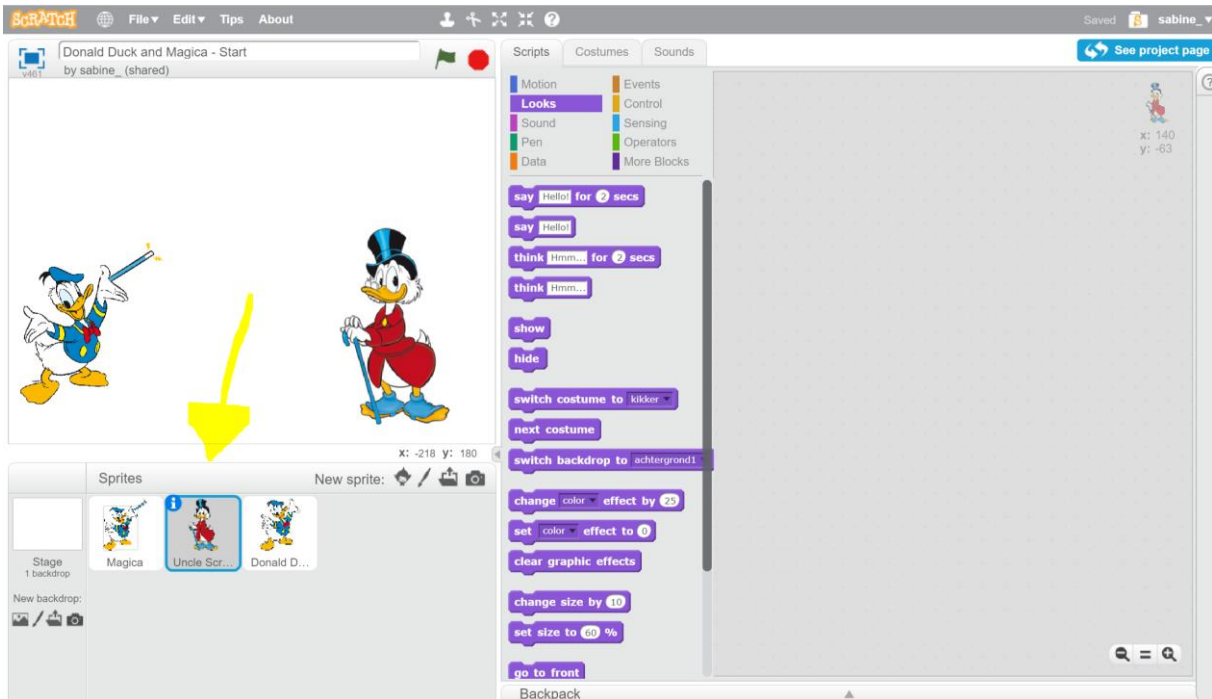 SCRATCH File▾ Edit▾ Tips About Saved sabine_▾
Donald Duck and Magica - Start
by sabine_ (shared)
v461
Scripts Costumes Sounds See project page
Motion Events
Looks Control
Sound Sensing
Pen Operators
Data More Blocks
x: 140
y: -63
say Hello! for 2 secs
say Hello!
think Hmm... for 2 secs
think Hmm...
show
hide
switch costume to kikker
next costume
switch backdrop to achtergrond1
change color effect by 25
set color effect to 0
clear graphic effects
change size by 10
set size to 60 %
go to front
x: -218 y: 180
Sprites New sprite:
Stage
1 backdrop
New backdrop:
Magica Uncle Scr... Donald D...
Backpack